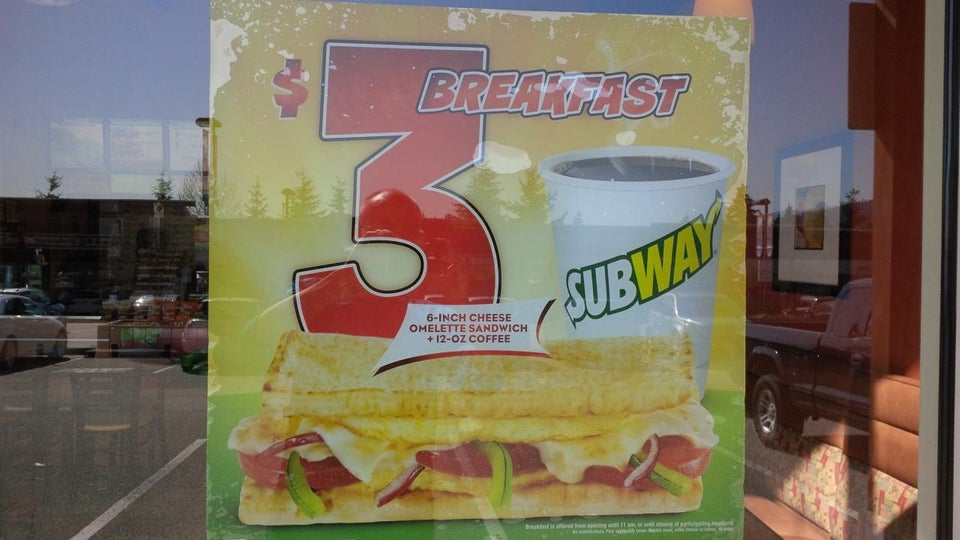 $3 BREAKFAST
SUBWAY
6-INCH CHEESE
OMELETTE SANDWICH
+ 12-OZ COFFEE
Breakfast is offered from opening until 11 am, or until closing at participating locations.